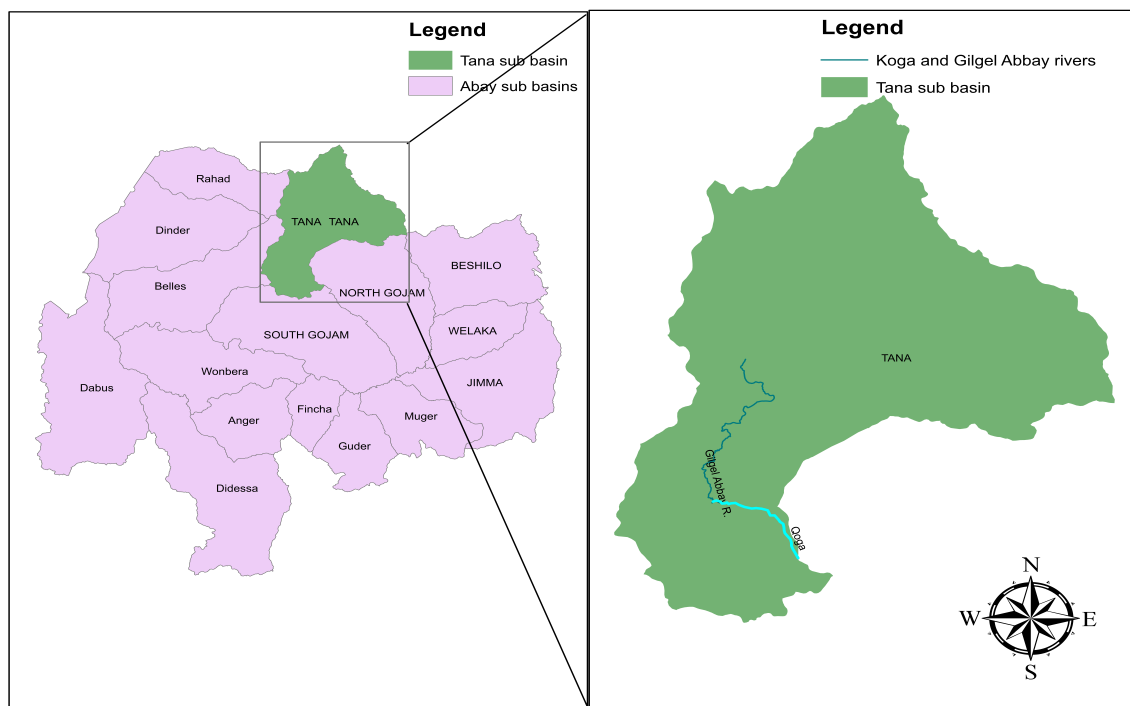 Legend
Tana sub basin
Abay sub basins
Rahad
TANA TANA
Dinder
BESHILO
Belles
NORTH GOJAM
SOUTH GOJAM
WELAKA
Wonbera
Dabus
JIMMA
Fincha
Anger
Muger
Guder
Didessa
Legend
Koga and Gilgel Abbay rivers
Tana sub basin
TANA
Gilgel Abbay R.
Qoga
N
W
E
S